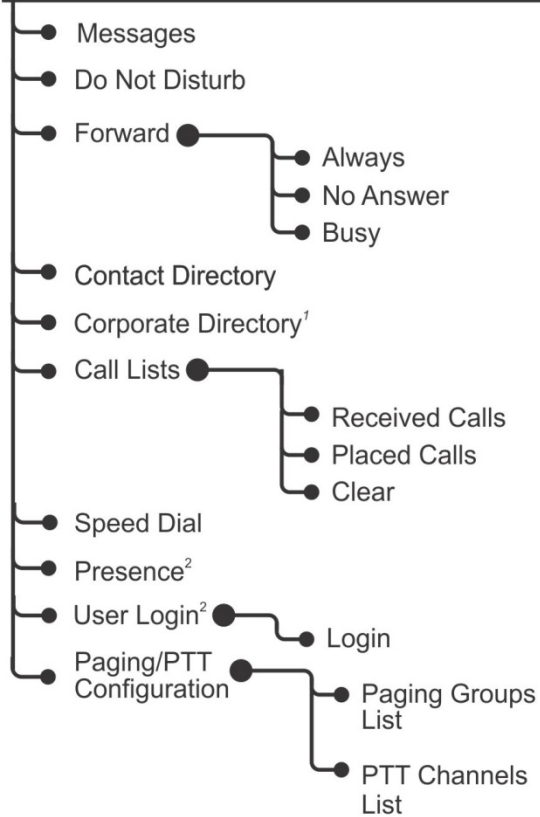 Messages
Do Not Disturb
Forward
Always
No Answer
Busy
Contact Directory
Corporate Directory¹
Call Lists
Received Calls
Placed Calls
Clear
Speed Dial
Presence²
User Login²
Login
Paging/PTT
Configuration
Paging Groups
List
PTT Channels
List